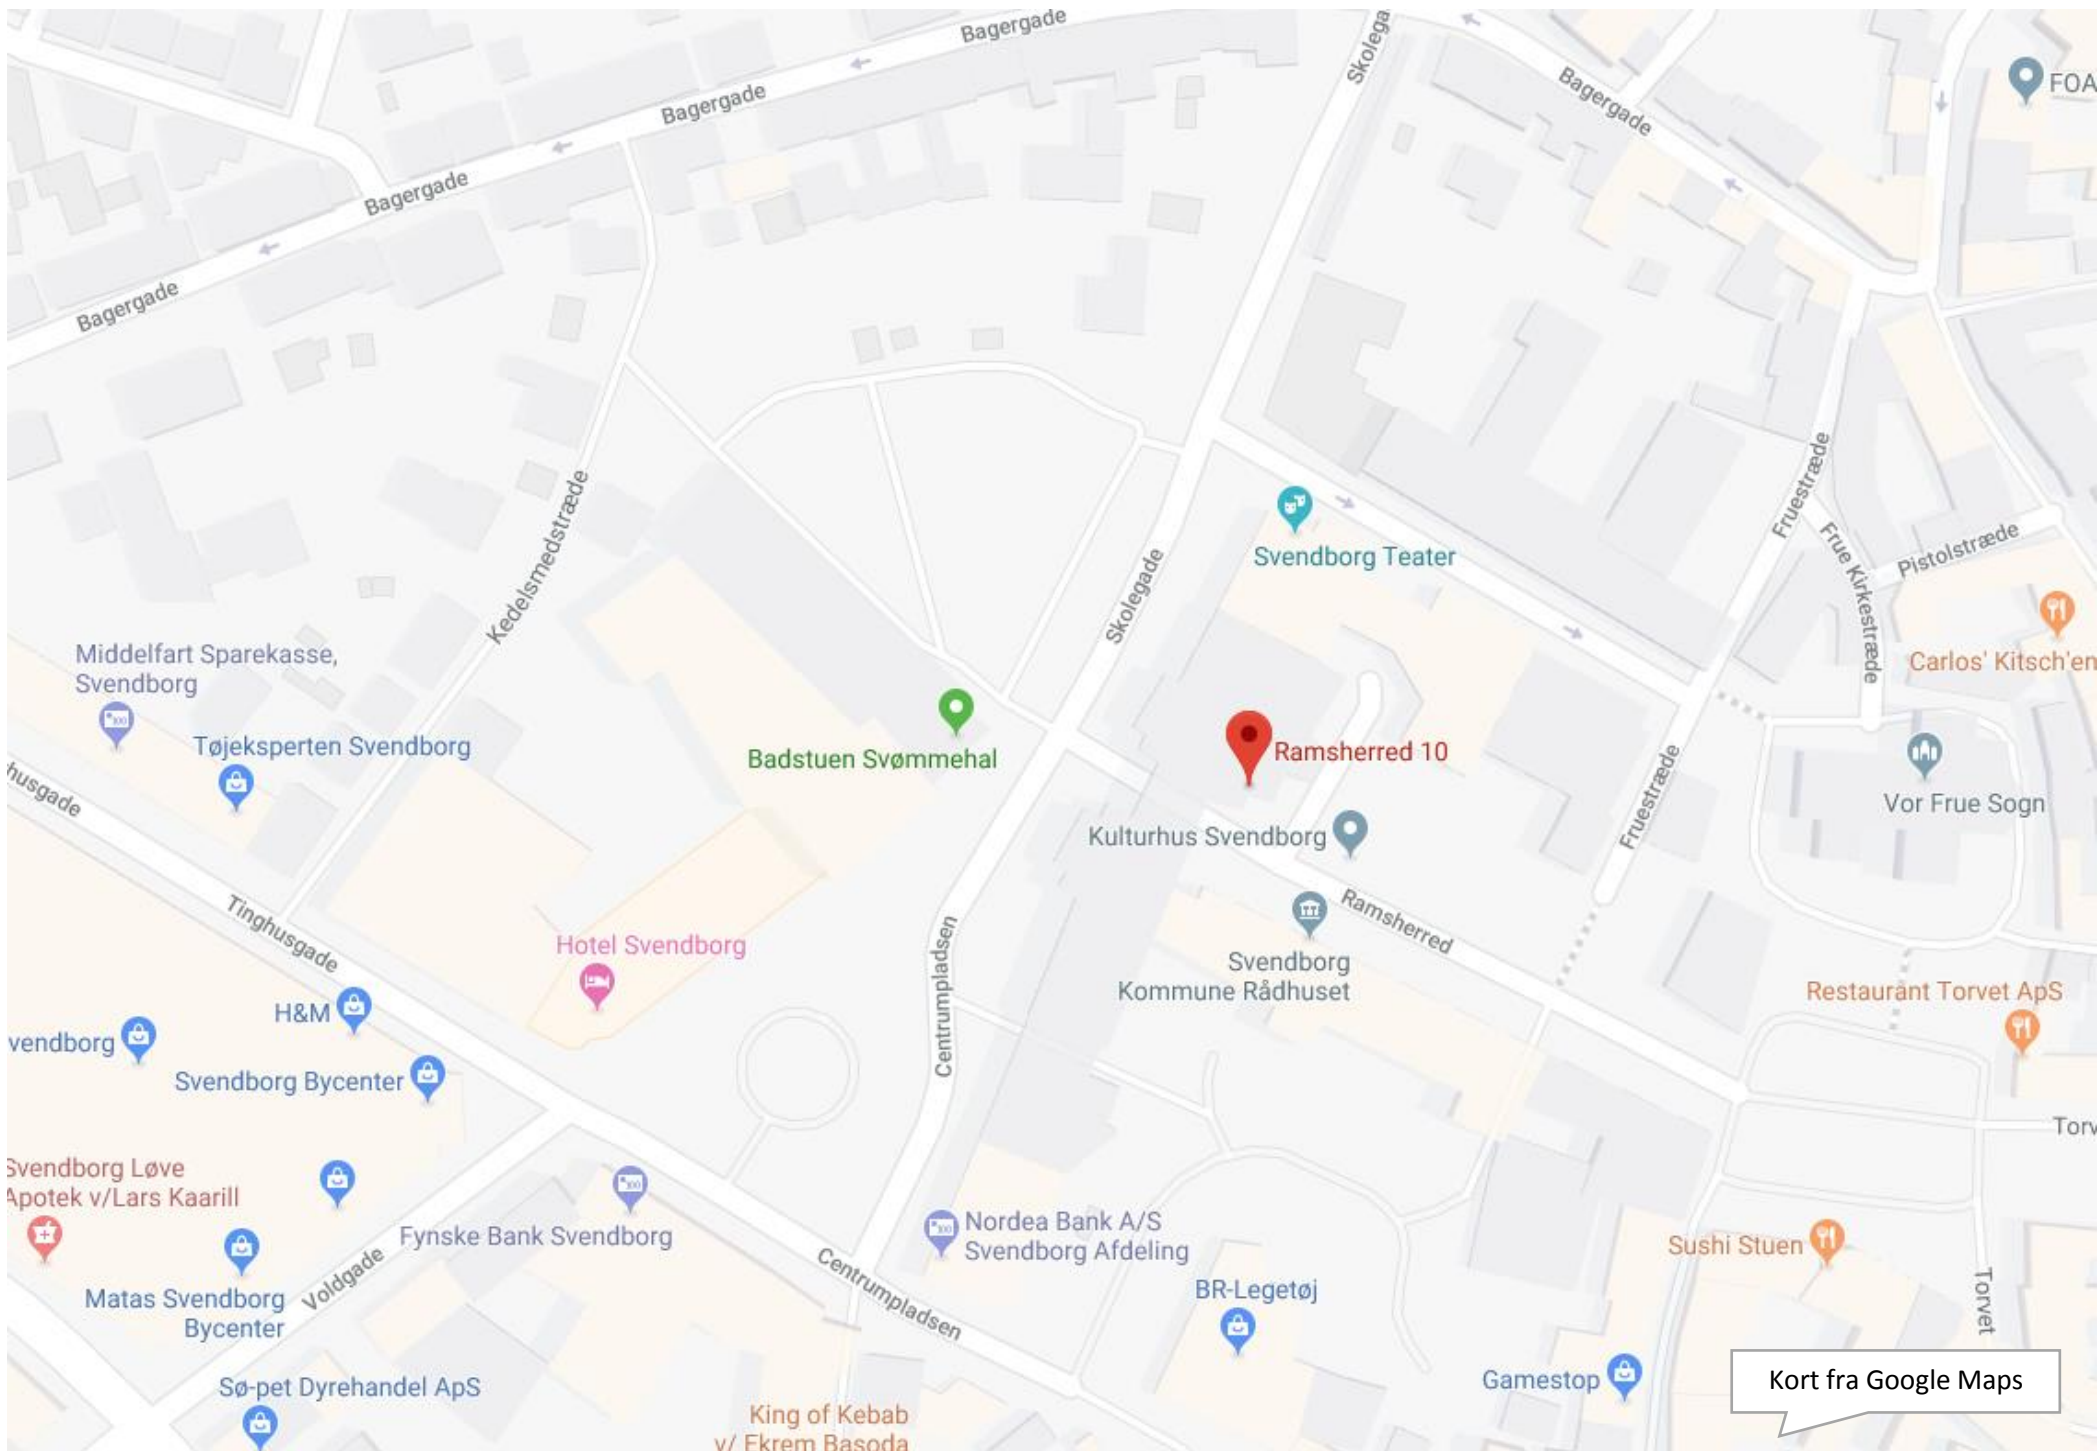 Bagergade
Skolega
Bagergade
FOA
Bagergade
Bagergade
Bagergade
Kedelsmedstræde
Skolegade
Svendborg Teater
Fruestræde
Frue Kirkestræde
Pistolstræde
Carlos' Kitsch'en
Middelfart Sparekasse,
Svendborg
Tøjeksperten Svendborg
husgade
Badstuen Svømmehal
Ramsherred 10
Kulturhus Svendborg
Fruestræde
Vor Frue Sogn
Tinghusgade
Hotel Svendborg
Centrumpladsen
Ramsherred
Svendborg
Kommune Rådhuset
Restaurant Torvet ApS
H&M
vendborg
Svendborg Bycenter
Torv
Svendborg Løve
Apotek v/Lars Kaarill
Fynske Bank Svendborg
Nordea Bank A/S
Svendborg Afdeling
Sushi Stuen
Voldgade
Matas Svendborg
Bycenter
Centrumpladsen
BR-Legetøj
Torvet
Sø-pet Dyrehandel ApS
Gamestop
Kort fra Google Maps
King of Kebab
v/ Ekrem Basoda